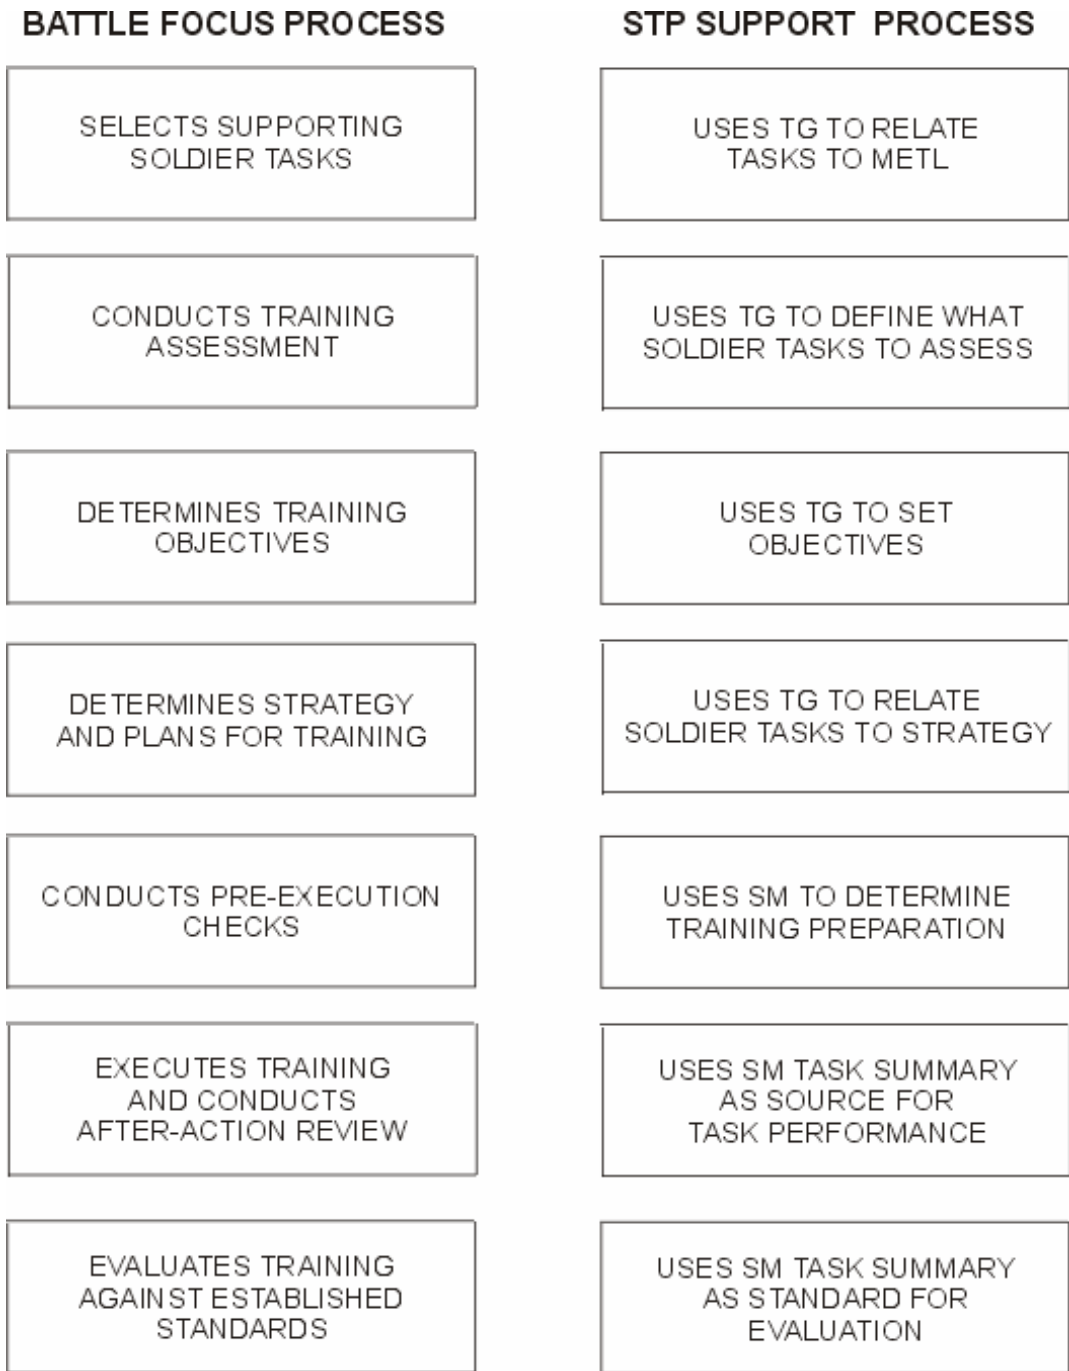 BATTLE FOCUS PROCESS
STP SUPPORT PROCESS
SELECTS SUPPORTING
SOLDIER TASKS
USES TG TO RELATE
TASKS TO METL
CONDUCTS TRAINING
ASSESSMENT
USES TG TO DEFINE WHAT
SOLDIER TASKS TO ASSESS
DETERMINES TRAINING
OBJECTIVES
USES TG TO SET
OBJECTIVES
DETERMINES STRATEGY
AND PLANS FOR TRAINING
USES TG TO RELATE
SOLDIER TASKS TO STRATEGY
CONDUCTS PRE-EXECUTION
CHECKS
USES SM TO DETERMINE
TRAINING PREPARATION
EXECUTES TRAINING
AND CONDUCTS
AFTER-ACTION REVIEW
USES SM TASK SUMMARY
AS SOURCE FOR
TASK PERFORMANCE
EVALUATES TRAINING
AGAINST ESTABLISHED
STANDARDS
USES SM TASK SUMMARY
AS STANDARD FOR
EVALUATION